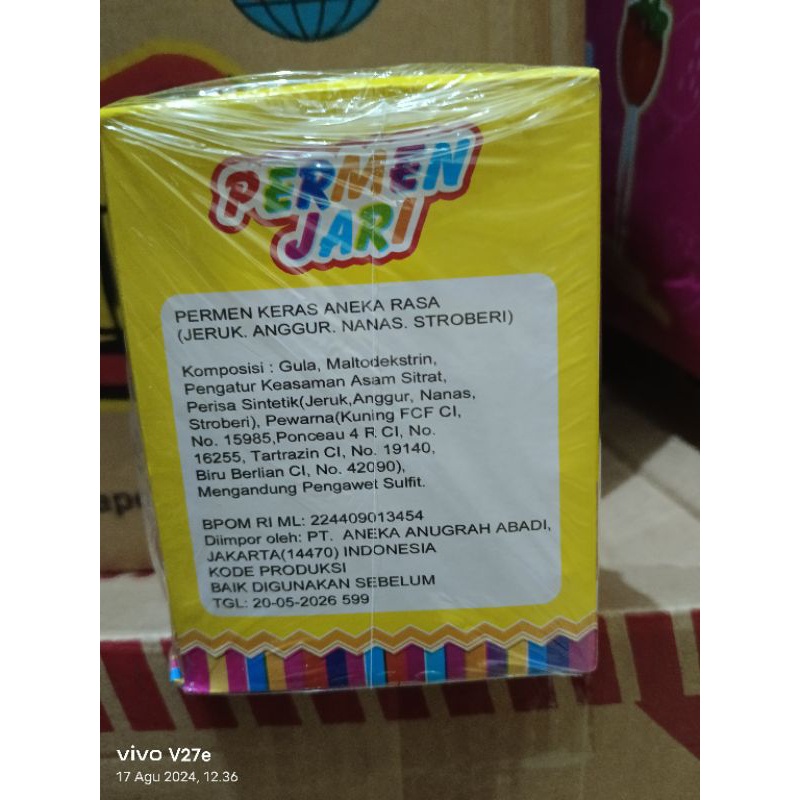 PERMEN
JARI
PERMEN KERAS ANEKA RASA
(JERUK. ANGGUR. NANAS. STROBERI)
Komposisi : Gula, Maltodekstrin,
Pengatur Keasaman Asam Sitrat,
Perisa Sintetik(Jeruk,Anggur, Nanas,
Stroberi), Pewarna(Kuning FCF CI,
No. 15985,Ponceau 4 R CI, No.
16255, Tartrazin CI, No. 19140,
Biru Berlian CI, No. 42090),
Mengandung Pengawet Sulfit.
BPOM RI ML: 224409013454
Diimpor oleh: PT. ANEKA ANUGRAH ABADI,
JAKARTA(14470) INDONESIA
KODE PRODUKSI
BAIK DIGUNAKAN SEBELUM
TGL: 20-05-2026 599
vivo V27e
17 Agu 2024, 12.36